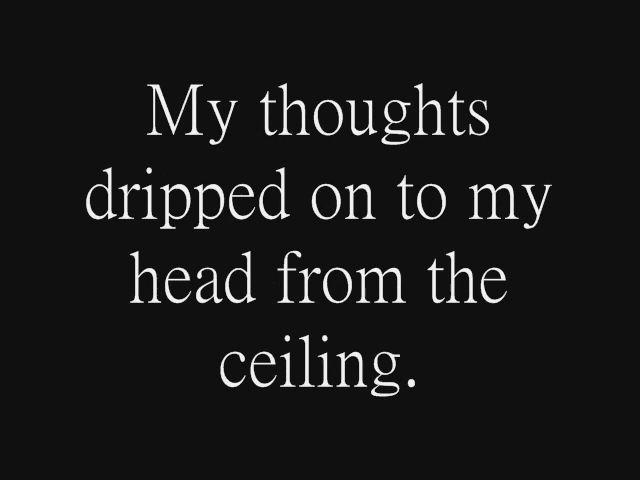 My thoughts
dripped on to my
head from the
ceiling.